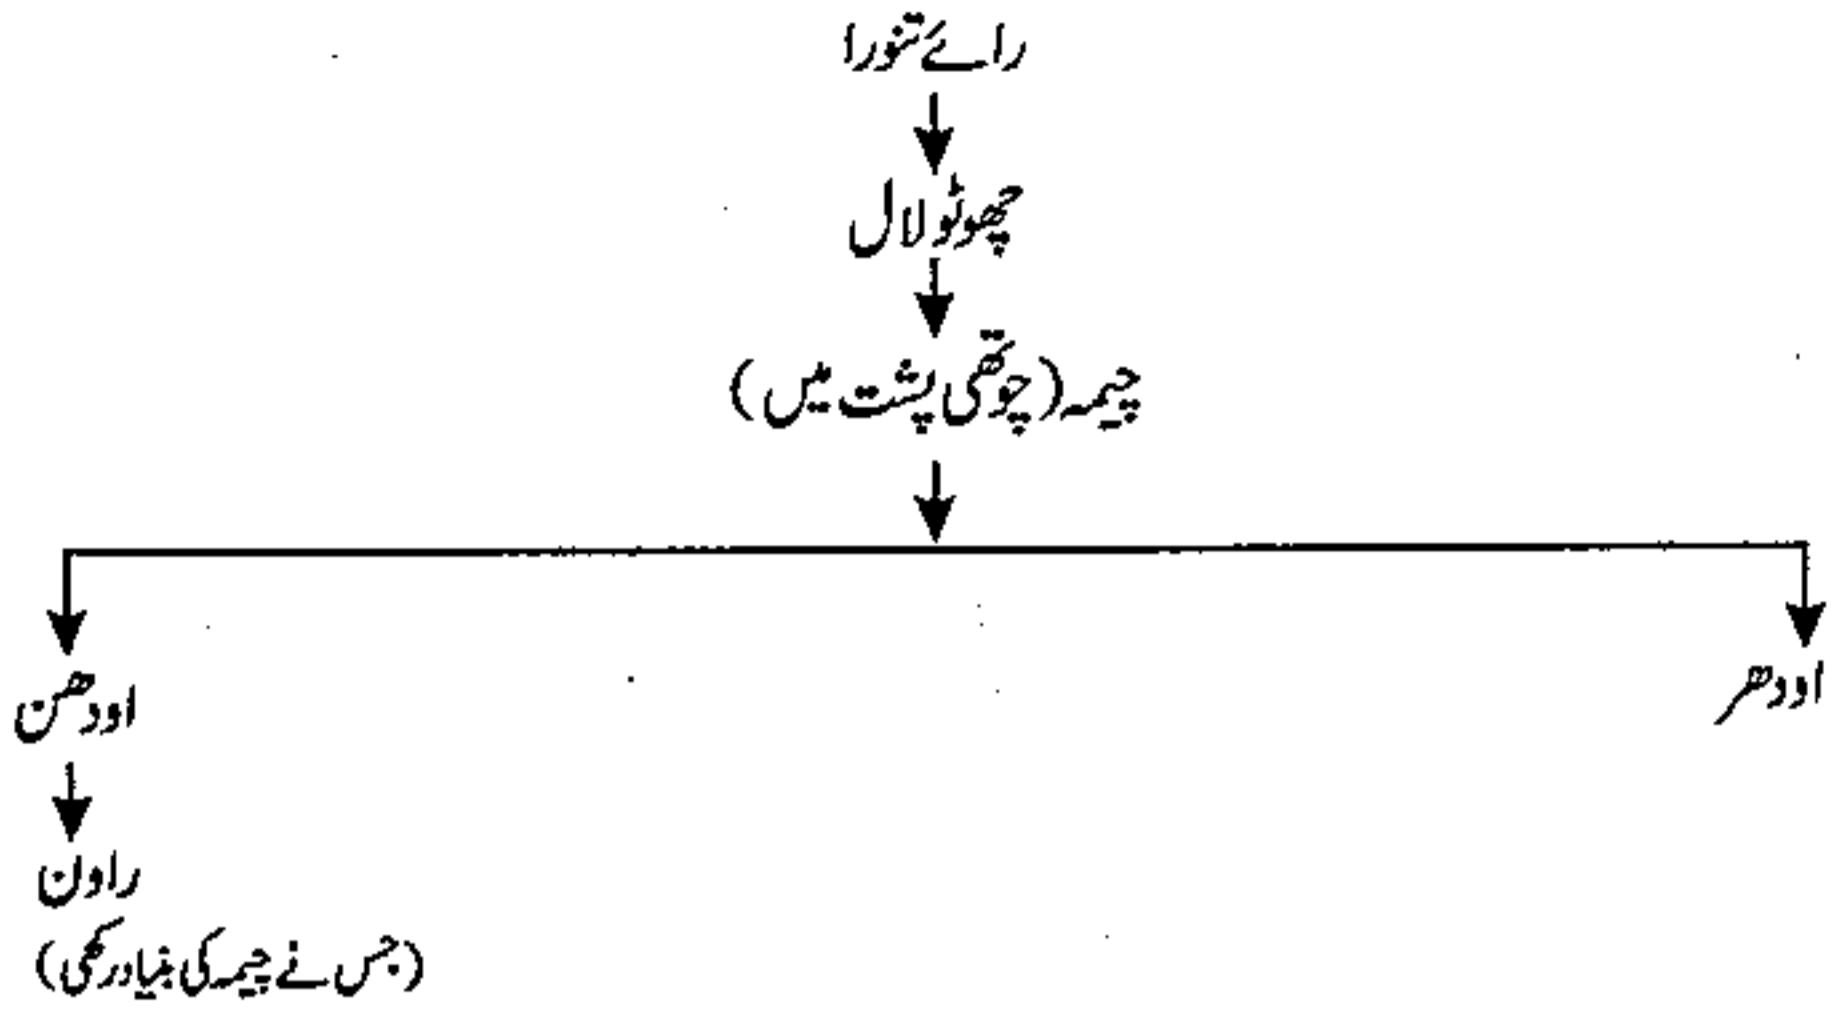 رائے تنورا
چھوٹو لال
چیمہ (چوتھی پشت میں)
اودھر
اودھن
راون
(جس نے چیمہ کی بنیاد رکھی)